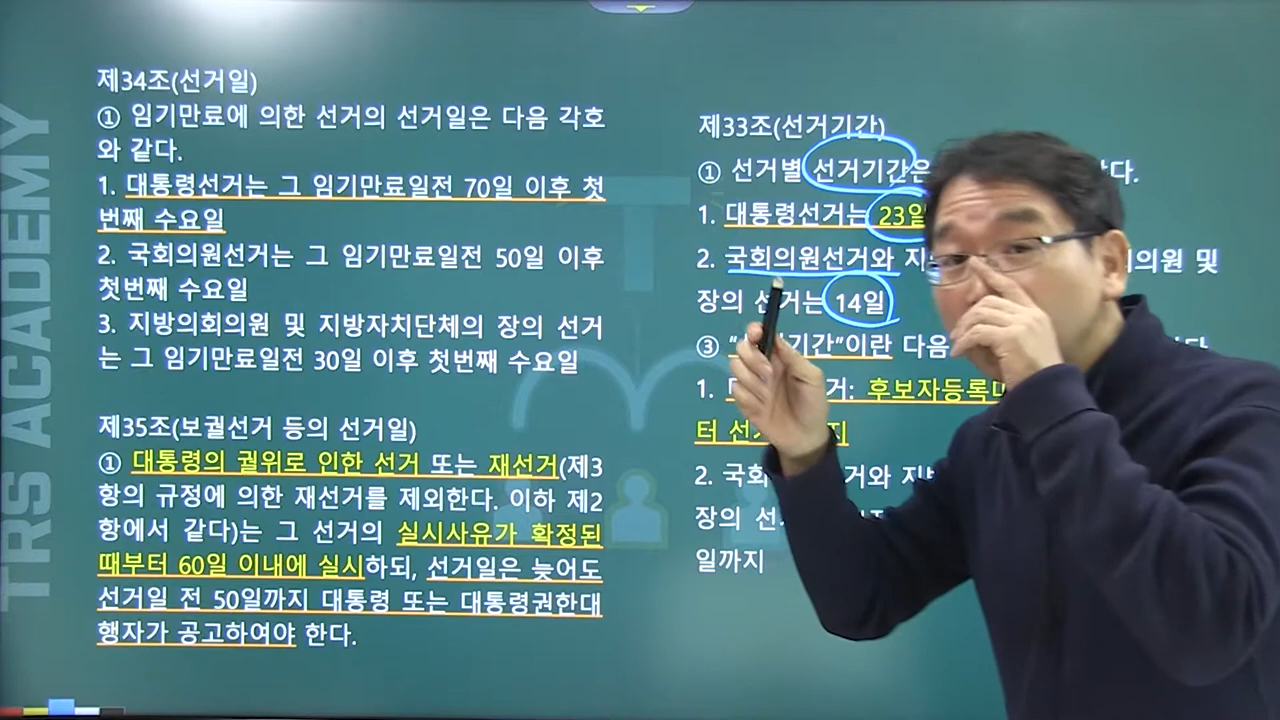 TRS ACADEMY
제34조(선거일)
① 임기만료에 의한 선거의 선거일은 다음 각호
와 같다.
1. 대통령선거는 그 임기만료일전 70일 이후 첫
번째 수요일
2. 국회의원선거는 그 임기만료일전 50일 이후
첫번째 수요일
3. 지방의회의원 및 지방자치단체의 장의 선거
는 그 임기만료일전 30일 이후 첫번째 수요일
제35조(보궐선거 등의 선거일)
① 대통령의 궐위로 인한 선거 또는 재선거(제3
항의 규정에 의한 재선거를 제외한다. 이하 제2
항에서 같다)는 그 선거의 실시사유가 확정된
때부터 60일 이내에 실시하되, 선거일은 늦어도
선거일 전 50일까지 대통령 또는 대통령권한대
행자가 공고하여야 한다.
제33조(선거기간)
① 선거별 선거기간은
1. 대통령선거는 23일
2. 국회의원선거와 의원 및
장의 선거는 14일
③ 이란 다음
1. 후보자등록마
터
2.
장의
일까지